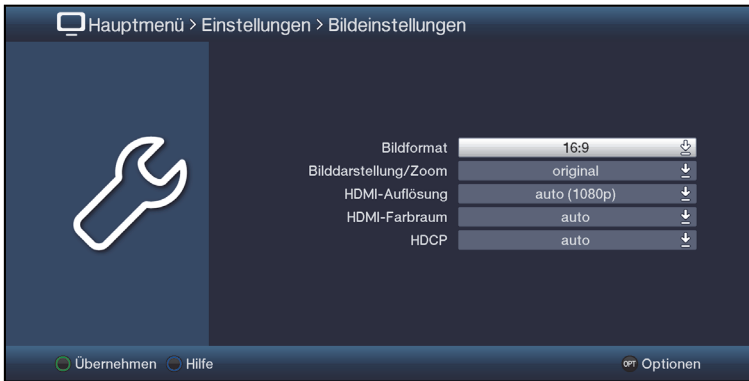 Hauptmenü > Einstellungen > Bildeinstellungen
Bildformat 16:9
Bilddarstellung/Zoom original
HDMI-Auflösung auto (1080p)
HDMI-Farbraum auto
HDCP auto
Übernehmen Hilfe OPT Optionen